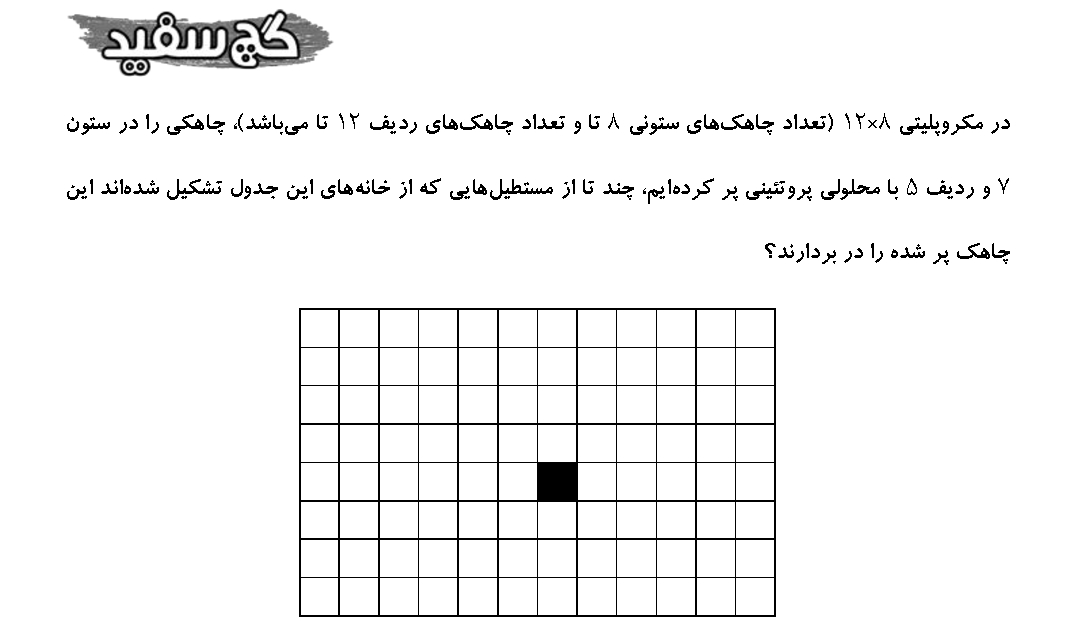 گچ سفید
در مکروپلیتی ۸×۱۲ (تعداد چاهک‌های ستونی ۸ تا و تعداد چاهک‌های ردیف ۱۲ تا می‌باشد)، چاهکی را در ستون
۷ و ردیف ۵ با محلولی پروتئینی پر کرده‌ایم، چند تا از مستطیل‌هایی که از خانه‌های این جدول تشکیل شده‌اند این
چاهک پر شده را در بردارند؟